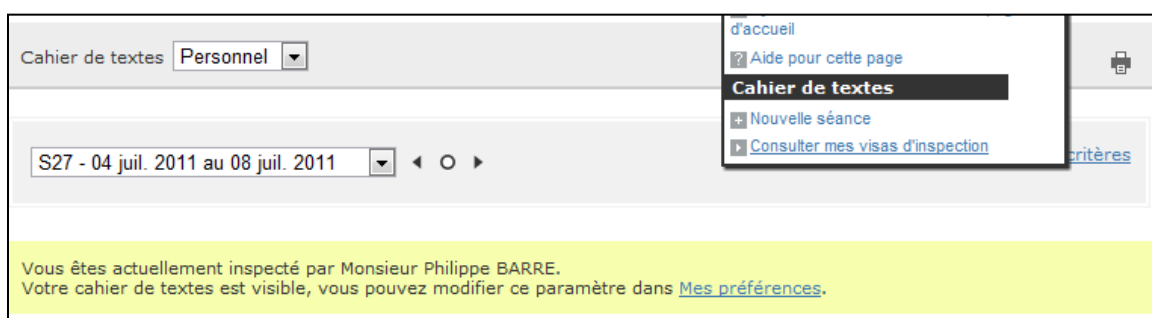 d'accueil
Cahier de textes Personnel
Aide pour cette page
Cahier de textes
Nouvelle séance
Consulter mes visas d'inspection
S27 - 04 juil. 2011 au 08 juil. 2011
critères
Vous êtes actuellement inspecté par Monsieur Philippe BARRE.
Votre cahier de textes est visible, vous pouvez modifier ce paramètre dans Mes préférences.